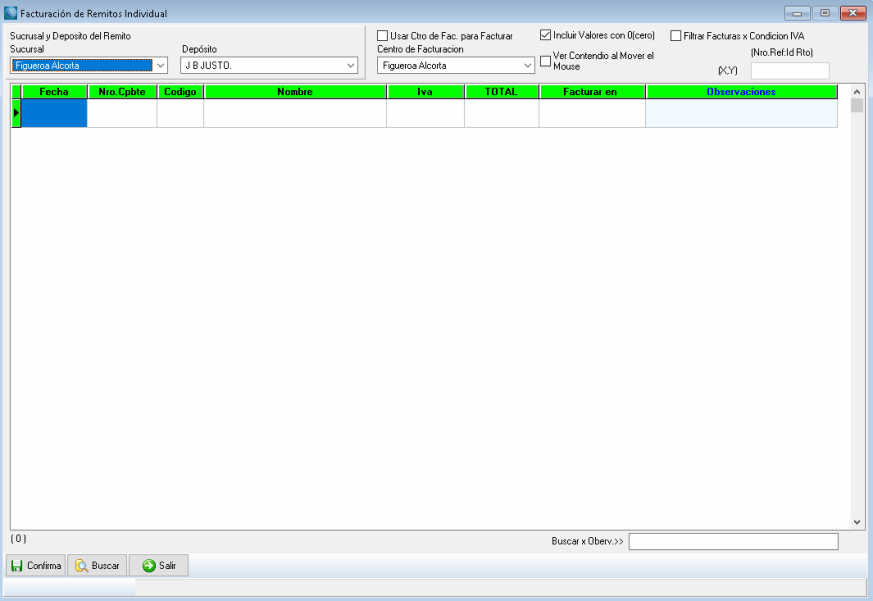 Facturación de Remitos Individual
Sucrusal y Deposito del Remito
Sucursal
Depósito
Figueroa Alcorta
J B JUSTO.
Usar Ctro de Fac. para Facturar
Centro de Facturacion
Figueroa Alcorta
Incluir Valores con 0(cero)
Ver Contendio al Mover el
Mouse
Filtrar Facturas x Condicion IVA
(Nro.Ref:Id Rto)
(X,Y)
Fecha Nro.Cpbte Codigo Nombre Iva TOTAL Facturar en Observaciones
( 0 )
Buscar x Oberv.>>
Confirma Buscar Salir